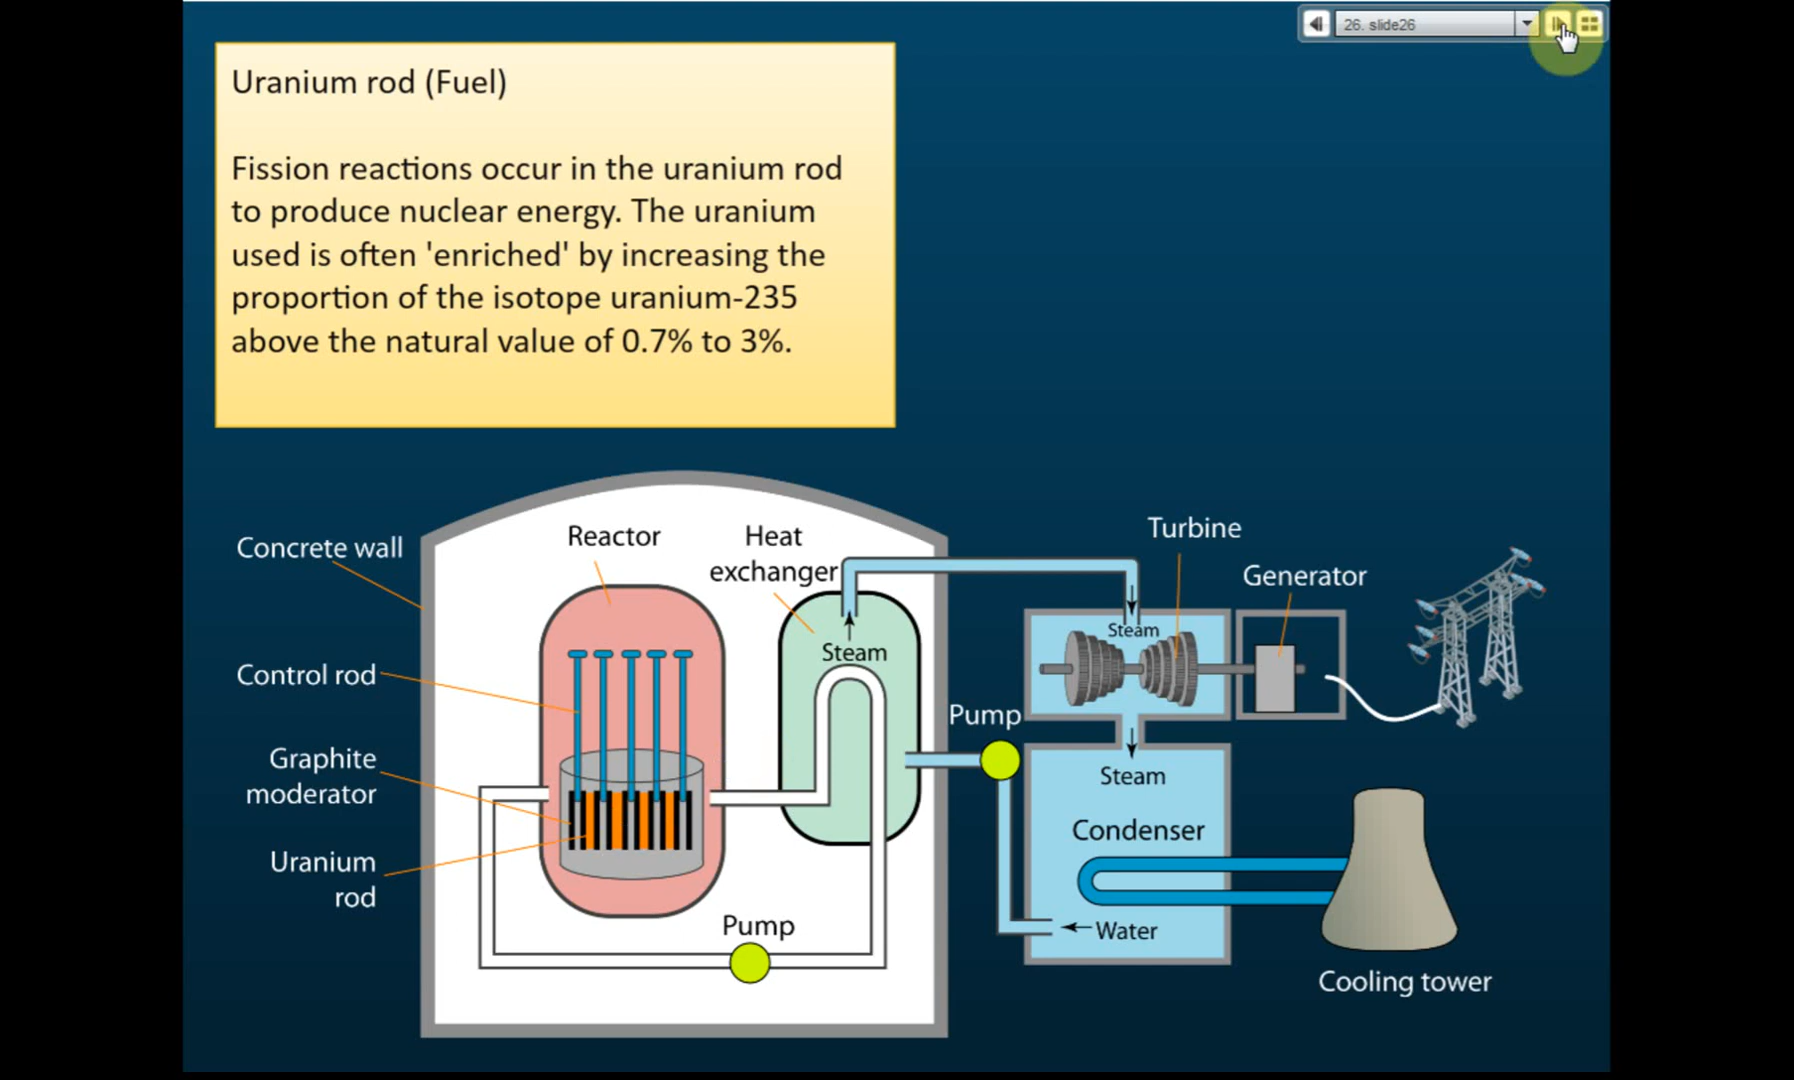 26. slide26
Uranium rod (Fuel)
Fission reactions occur in the uranium rod
to produce nuclear energy. The uranium
used is often 'enriched' by increasing the
proportion of the isotope uranium-235
above the natural value of 0.7% to 3%.
Concrete wall
Reactor
Heat
exchanger
Turbine
Generator
Steam
Steam
Control rod
Pump
Graphite
moderator
Steam
Condenser
Uranium
rod
Pump
Water
Cooling tower